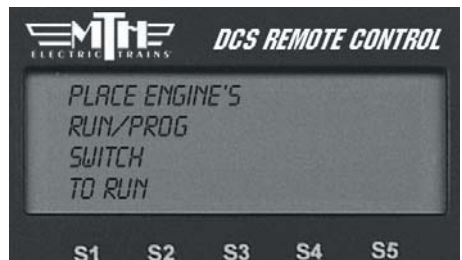 MTH DCS REMOTE CONTROL
ELECTRIC TRAINS
PLACE ENGINE'S
RUN/PROG
SWITCH
TO RUN
S1 S2 S3 S4 S5